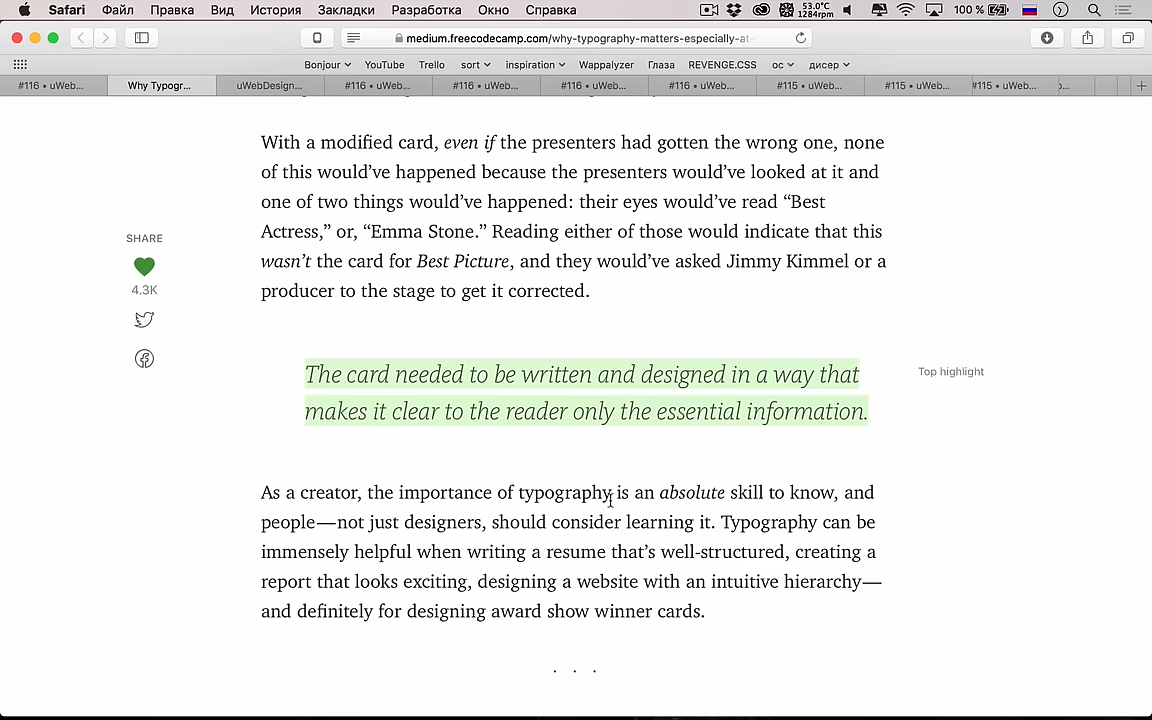 Safari Файл Правка Вид История Закладки Разработка Окно Справка 53.0°C 1284rpm 100 %
medium.freecodecamp.com/why-typography-matters-especially-at-
Bonjour YouTube Trello sort inspiration Wappalyzer Глаза REVENGE.CSS ос дисер
#116 • uWeb... Why Typogr... uWebDesign... #116 • uWeb... #116 • uWeb... #116 • uWeb... #116 • uWeb... #115 • uWeb... #115 • uWeb... #115 • uWeb...
With a modified card, even if the presenters had gotten the wrong one, none
of this would’ve happened because the presenters would’ve looked at it and
one of two things would’ve happened: their eyes would’ve read “Best
Actress,” or, “Emma Stone.” Reading either of those would indicate that this
wasn’t the card for Best Picture, and they would’ve asked Jimmy Kimmel or a
producer to the stage to get it corrected.
SHARE
4.3K
The card needed to be written and designed in a way that
makes it clear to the reader only the essential information.
Top highlight
As a creator, the importance of typography is an absolute skill to know, and
people—not just designers, should consider learning it. Typography can be
immensely helpful when writing a resume that’s well-structured, creating a
report that looks exciting, designing a website with an intuitive hierarchy—
and definitely for designing award show winner cards.
. . .